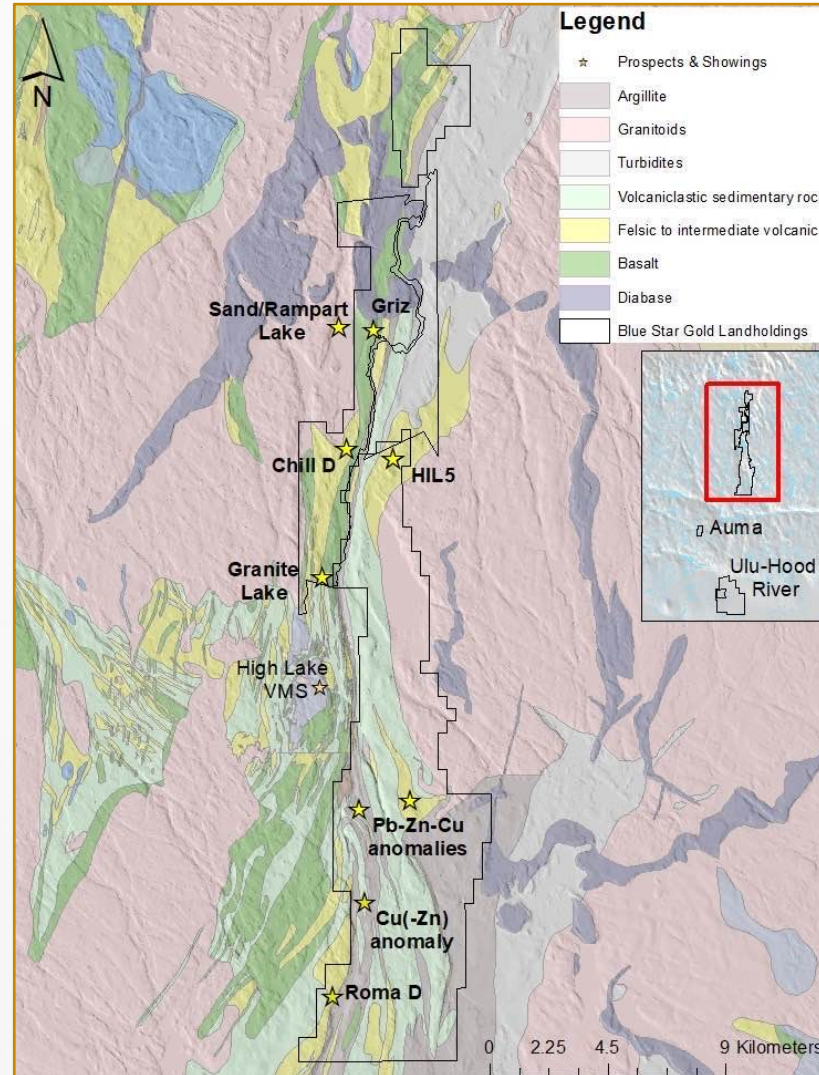 Legend
Prospects & Showings
Argillite
Granitoids
Turbidites
Volcaniclastic sedimentary roc
Felsic to intermediate volcanic
Basalt
Diabase
Blue Star Gold Landholdings
N
Sand/Rampart
Lake
Griz
Chill D
HIL5
Granite
Lake
High Lake
VMS
Auma
Ulu-Hood
River
Pb-Zn-Cu
anomalies
Cu(-Zn)
anomaly
Roma D
0 2.25 4.5 9 Kilometers